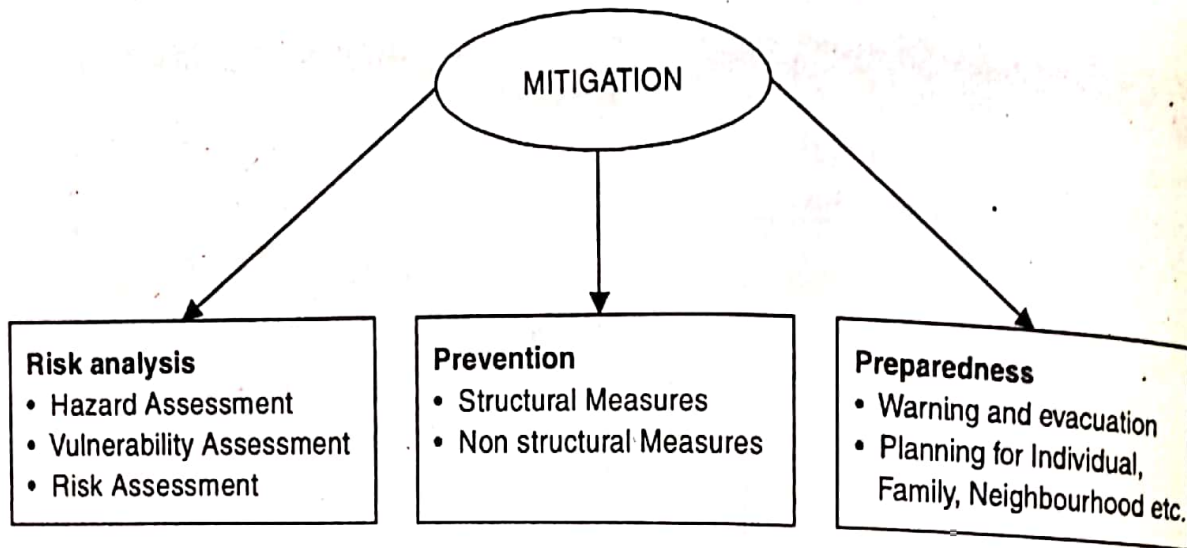 MITIGATION
Risk analysis
• Hazard Assessment
• Vulnerability Assessment
• Risk Assessment
Prevention
• Structural Measures
• Non structural Measures
Preparedness
• Warning and evacuation
• Planning for Individual,
Family, Neighbourhood etc.